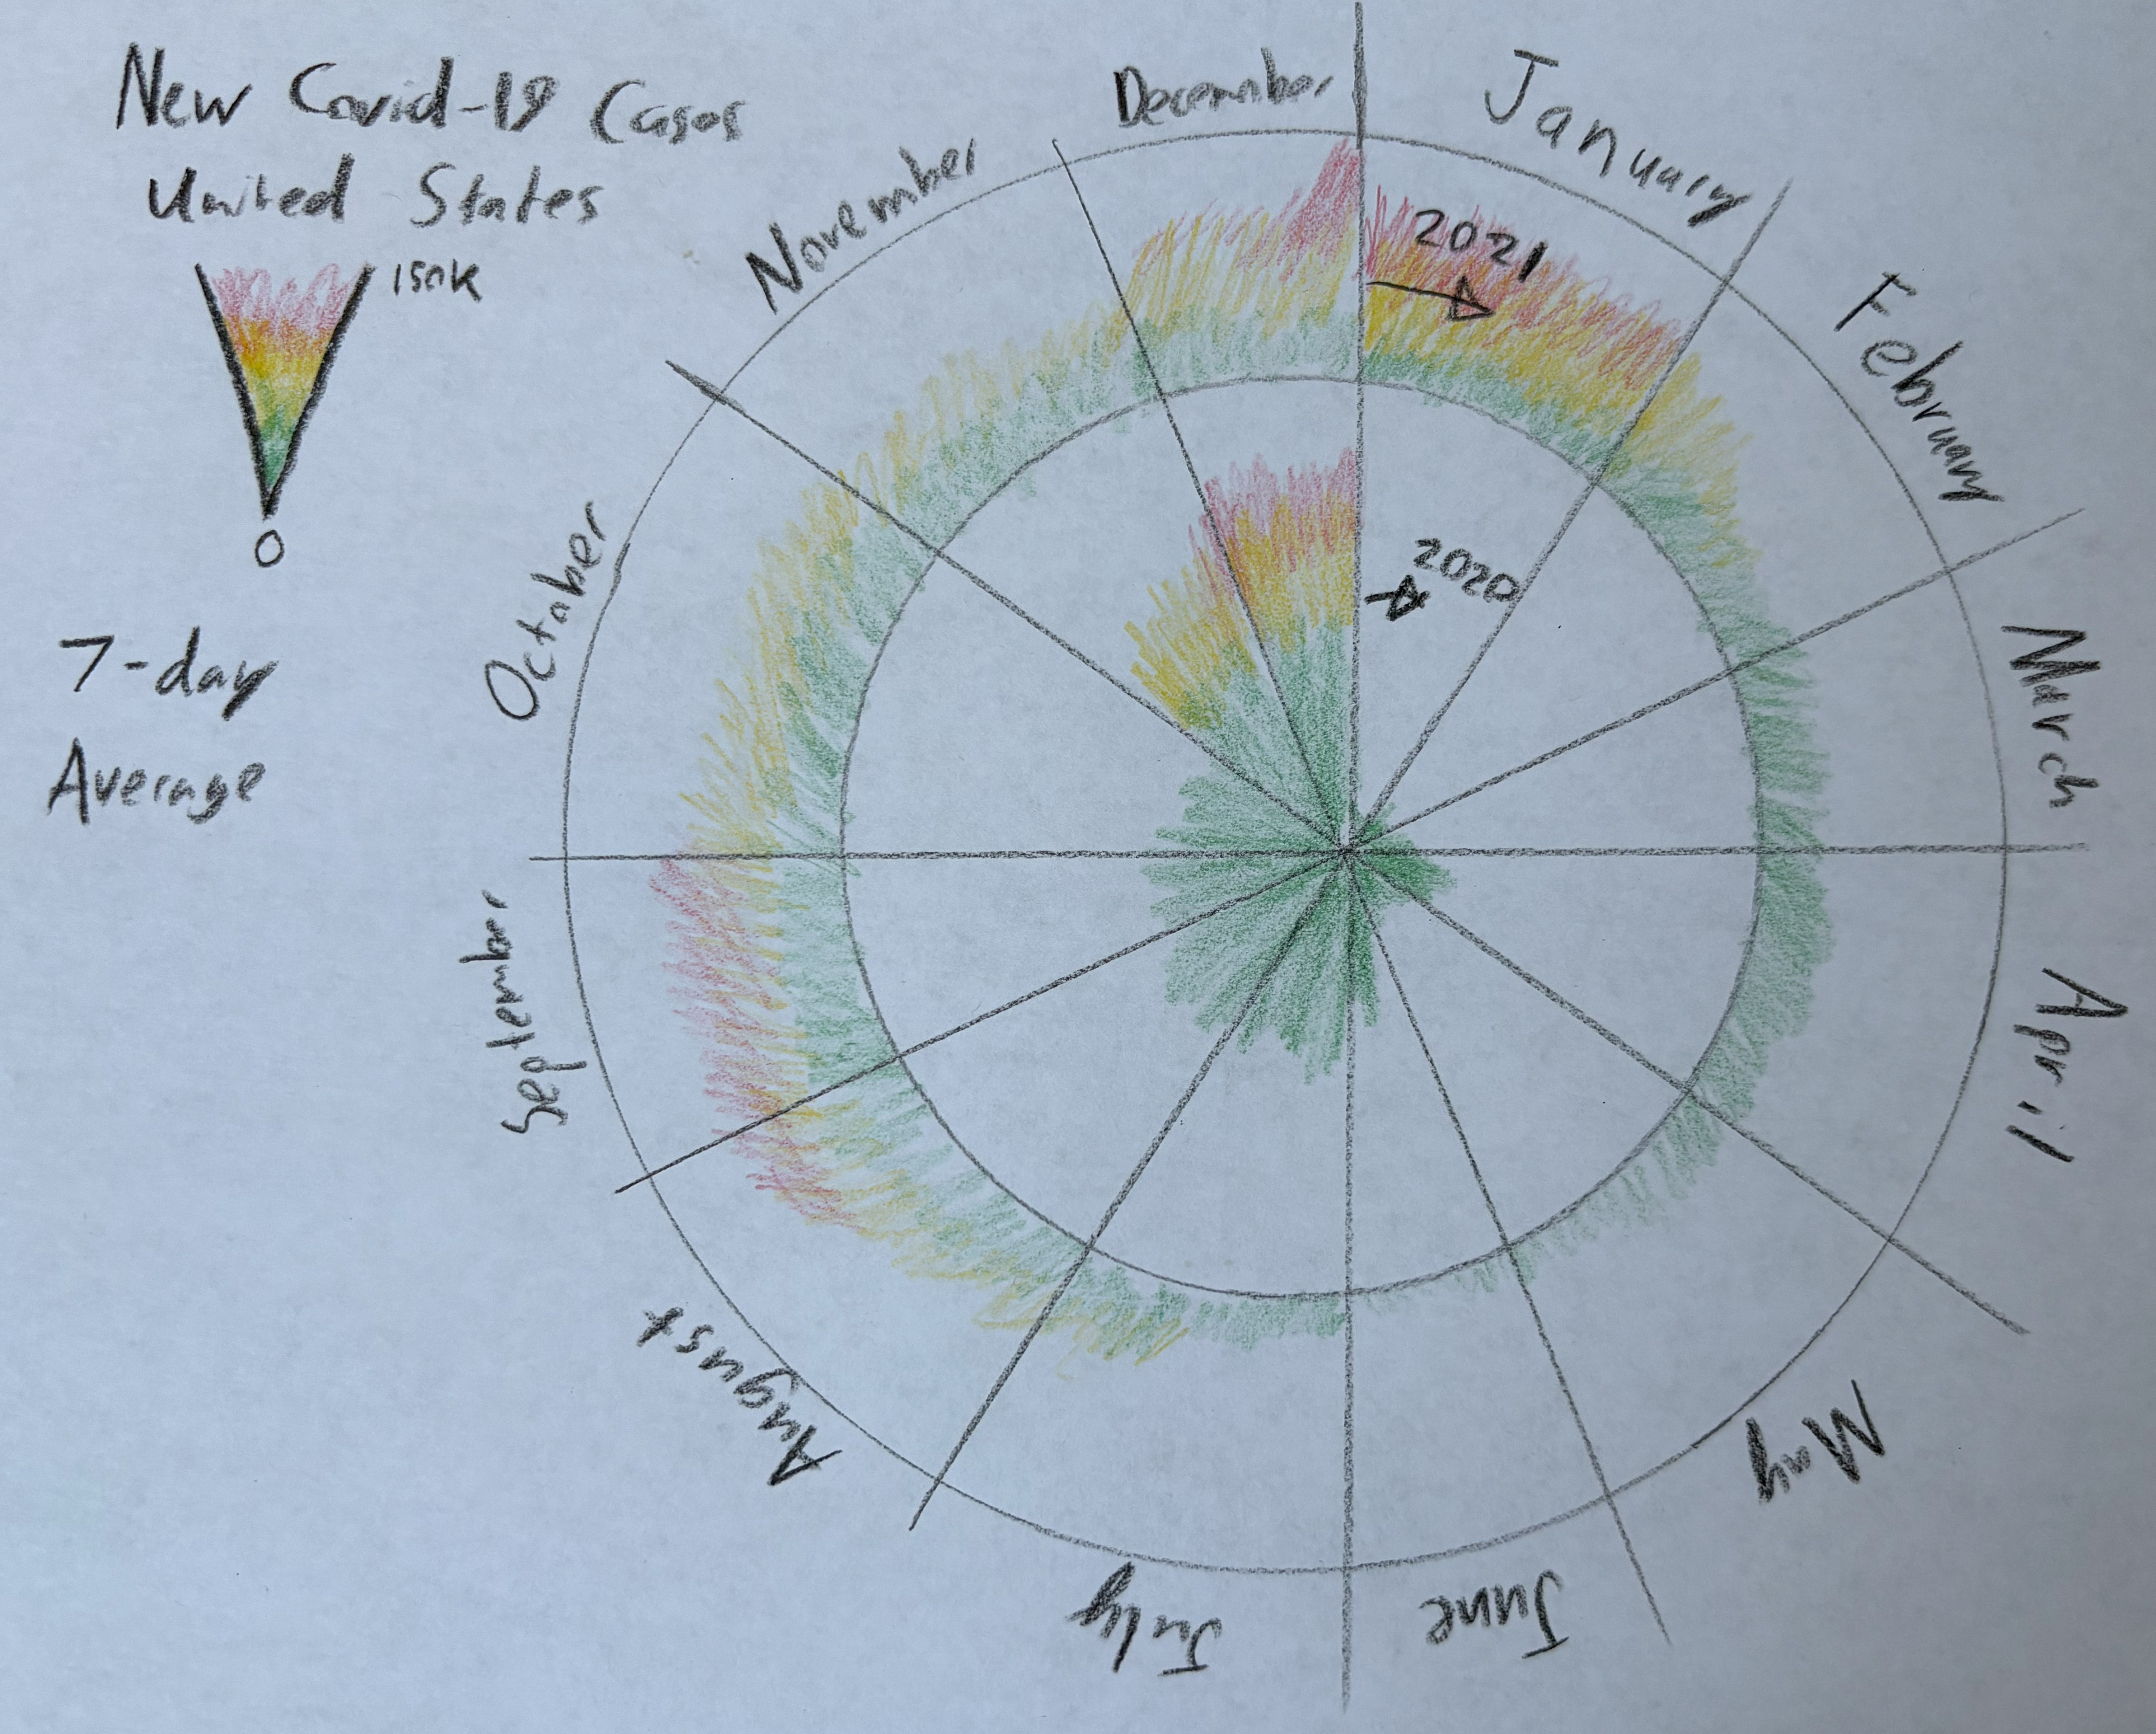 New Covid-19 Cases
United States
150K
0
7-day
Average
January
February
March
April
May
June
July
August
September
October
November
December
2021
2020